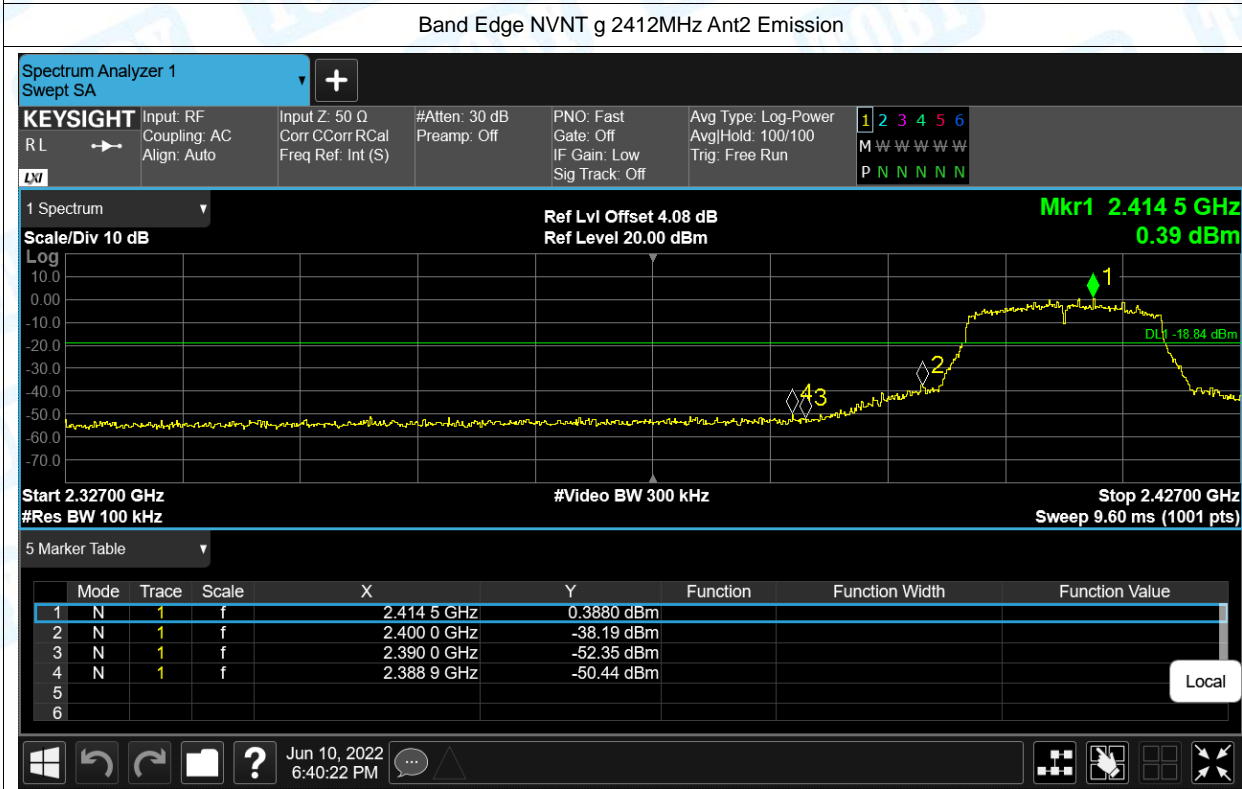 Band Edge NVNT g 2412MHz Ant2 Emission
Spectrum Analyzer 1
Swept SA
KEYSIGHT Input: RF Input Z: 50 Ω #Atten: 30 dB PNO: Fast Avg Type: Log-Power 1 2 3 4 5 6
RL Coupling: AC Corr CCorr RCal Preamp: Off Gate: Off Avg|Hold: 100/100 M W W W W W
Align: Auto Freq Ref: Int (S) IF Gain: Low Trig: Free Run
LXI Sig Track: Off P N N N N N
1 Spectrum Ref Lvl Offset 4.08 dB Mkr1 2.414 5 GHz
Scale/Div 10 dB Ref Level 20.00 dBm 0.39 dBm
Log
10.0 1
0.00
-10.0
DL1 -18.84 dBm
-20.0
-30.0 2
-40.0 4 3
-50.0
-60.0
-70.0
Start 2.32700 GHz #Video BW 300 kHz Stop 2.42700 GHz
#Res BW 100 kHz Sweep 9.60 ms (1001 pts)
5 Marker Table
Mode Trace Scale X Y Function Function Width Function Value
1 N 1 f 2.414 5 GHz 0.3880 dBm
2 N 1 f 2.400 0 GHz -38.19 dBm
3 N 1 f 2.390 0 GHz -52.35 dBm
4 N 1 f 2.388 9 GHz -50.44 dBm
5
6
Local
? Jun 10, 2022
6:40:22 PM